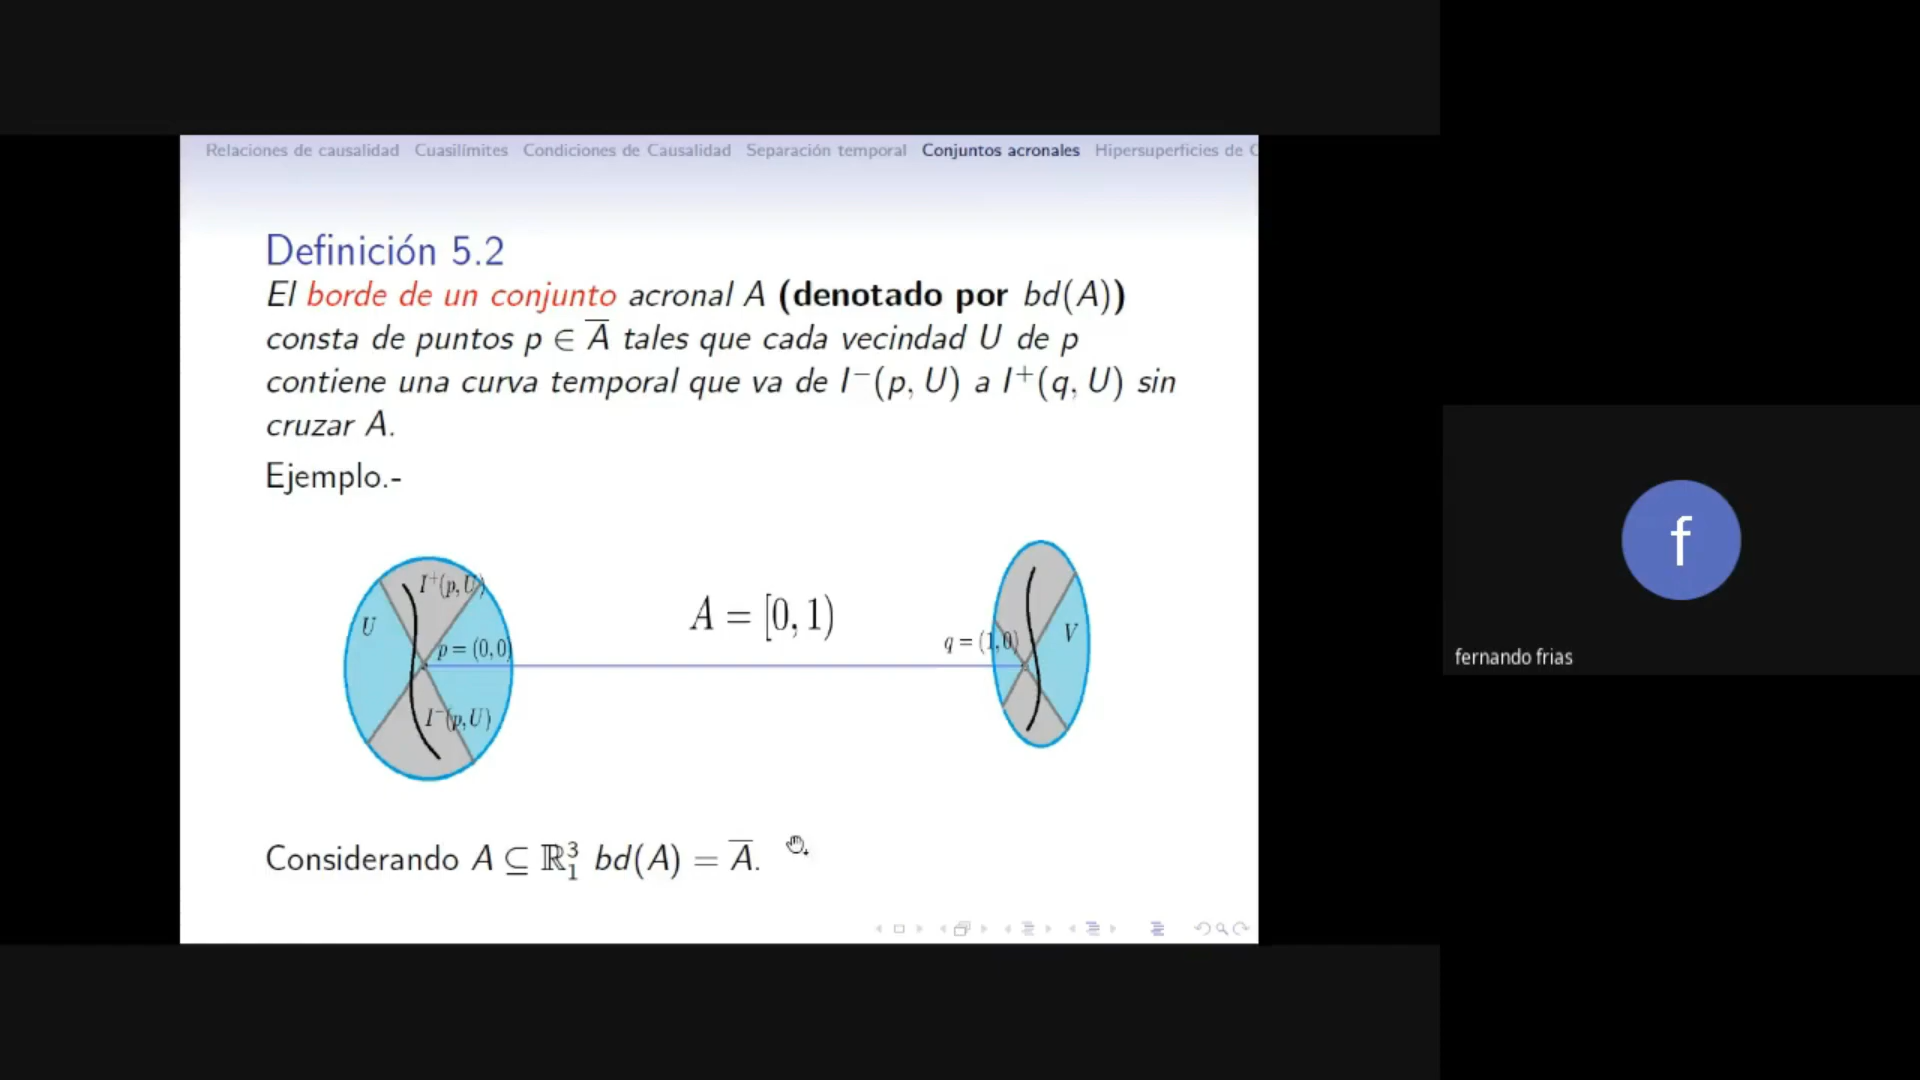 Relaciones de causalidad Cuasilímites Condiciones de Causalidad Separación temporal Conjuntos acronales Hipersuperficies de C
Definición 5.2
El borde de un conjunto acronal A (denotado por bd(A))
consta de puntos p ∈ A̅ tales que cada vecindad U de p
contiene una curva temporal que va de I⁻(p, U) a I⁺(q, U) sin
cruzar A.
Ejemplo.-
I⁺(p, U)
U
p = (0, 0)
I⁻(p, U)
A = [0, 1)
q = (1, 0)
V
Considerando A ⊆ ℝ³₁ bd(A) = A̅.
f
fernando frias